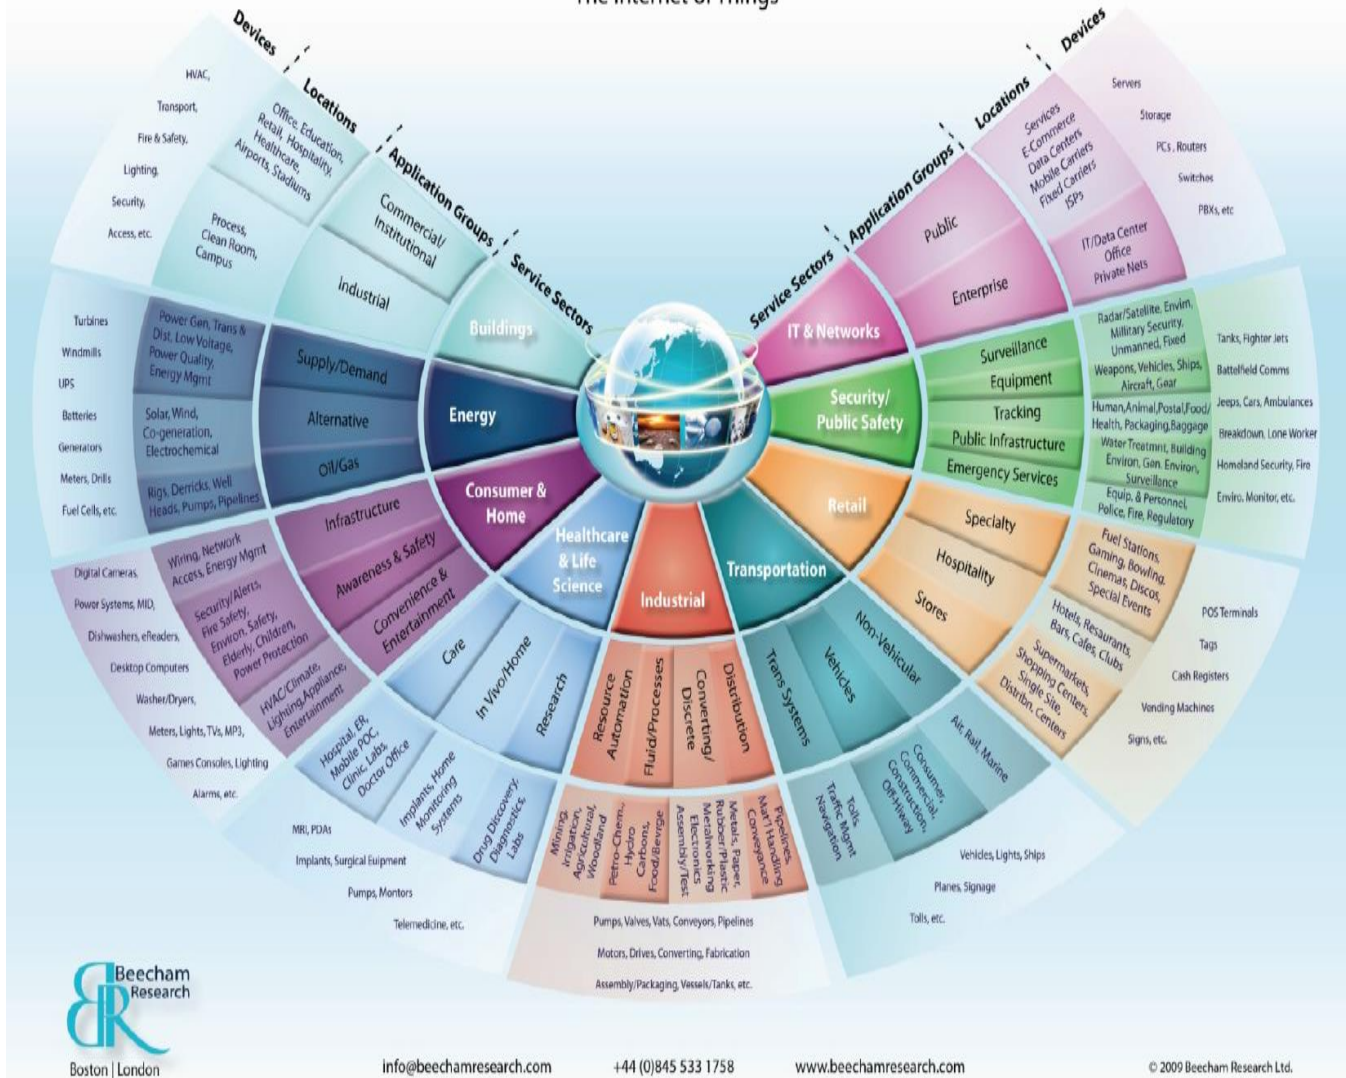 The Internet of Things
Devices
Locations
Application Groups
Service Sectors
Service Sectors
Application Groups
Locations
Devices
HVAC,
Transport,
Fire & Safety,
Lighting,
Security,
Access, etc.
Office, Education,
Retail, Hospitality,
Healthcare,
Airports, Stadiums
Process,
Clean Room,
Campus
Commercial/
Institutional
Industrial
Buildings
Turbines
Windmills
UPS
Batteries
Generators
Meters, Drills
Fuel Cells, etc.
Power Gen, Trans &
Dist. Low Voltage,
Power Quality,
Energy Mgmt
Solar, Wind,
Co-generation,
Electrochemical
Rigs, Derricks, Well
Heads, Pumps, Pipelines
Supply/Demand
Alternative
Oil/Gas
Energy
Digital Cameras,
Power Systems, MID,
Dishwashers, eReaders,
Desktop Computers
Washer/Dryers,
Meters, Lights, TVs, MP3,
Games Consoles, Lighting
Alarms, etc.
Wiring, Network
Access, Energy Mgmt
Security/Alerts,
Fire Safety,
Environ. Safety,
Elderly, Children,
Power Protection
HVAC/Climate,
Lighting,Appliance,
Entertainment
Infrastructure
Awareness & Safety
Convenience &
Entertainment
Consumer &
Home
MRI, PDAs
Implants, Surgical Euipment
Pumps, Montors
Telemedicine, etc.
Hospital, ER,
Mobile POC,
Clinic, Labs,
Doctor Office
Implants, Home
Monitoring
Systems
Drug Discovery,
Diagnostics,
Labs
Care
In Vivo/Home
Research
Healthcare
& Life
Science
Industrial
Resource
Automation
Fluid/Processes
Converting/
Discrete
Distribution
Mining,
Irrigation,
Agricultural,
Woodland
Petro-Chem.,
Hydro
Carbons,
Food/Bevrge
Metals, Paper,
Rubber/Plastic
Metalworking
Electronics
Assembly/Test
Pipelines,
Mat'l Handling
Conveyance
Pumps, Valves, Vats, Conveyors, Pipelines
Motors, Drives, Converting, Fabrication
Assembly/Packaging, Vessels/Tanks, etc.
Transportation
Trans Systems
Vehicles
Non-Vehicular
Tolls,
Traffic Mgmt
Navigation
Consumer,
Commercial,
Construction,
Off-Hiway
Air, Rail, Marine
Vehicles, Lights, Ships
Planes, Signage
Tolls, etc.
Retail
Specialty
Hospitality
Stores
Fuel Stations,
Gaming, Bowling,
Cinemas, Discos,
Special Events
Hotels, Resaurants,
Bars, Cafes, Clubs
Supermarkets,
Shopping Centers,
Single Site,
Distribn. Centers
POS Terminals
Tags
Cash Registers
Vending Machines
Signs, etc.
Security/
Public Safety
Surveillance
Equipment
Tracking
Public Infrastructure
Emergency Services
Radar/Satellite, Envirn,
Military Security,
Unmanned, Fixed
Weapons, Vehicles, Ships,
Aircraft, Gear
Human,Animal,Postal,Food/
Health, Packaging,Baggage
Water Treatmnt, Building
Environ, Gen. Environ,
Surveillance
Equip. & Personnel,
Police, Fire, Regulatory
Tanks, Fighter Jets
Battelfield Comms
Jeeps, Cars, Ambulances
Breakdown, Lone Worker
Homeland Security, Fire
Enviro. Monitor, etc.
IT & Networks
Public
Enterprise
Services
E-Commerce
Data Centers
Mobile Carriers
Fixed Carriers
ISPs
IT/Data Center
Office
Private Nets
Servers
Storage
PCs, Routers
Switches
PBXs, etc
Beecham
Research
BR
Boston | London
info@beechamresearch.com
+44 (0)845 533 1758
www.beechamresearch.com
© 2009 Beecham Research Ltd.